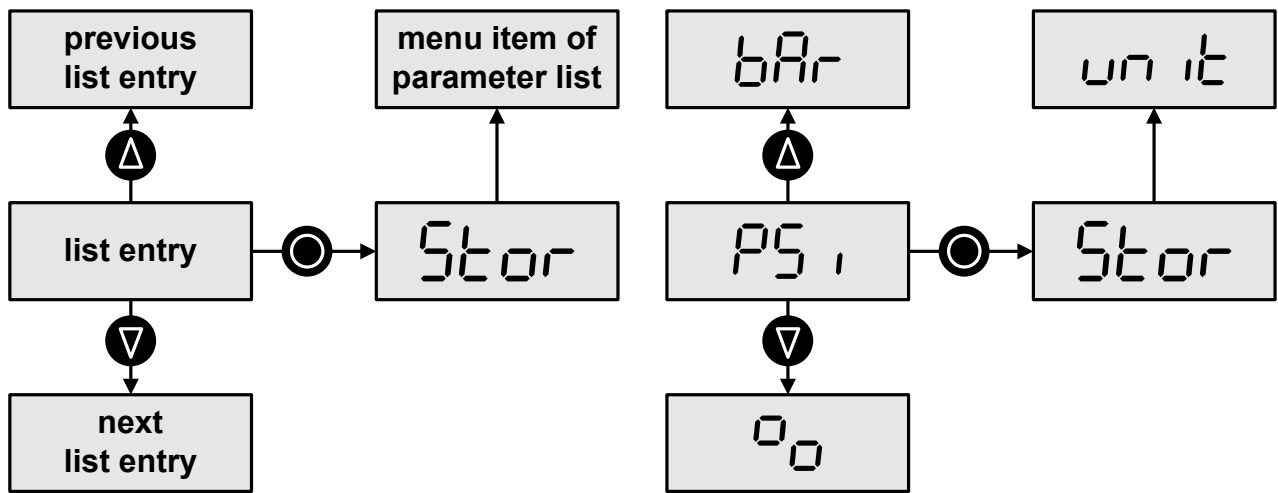 previous
list entry
menu item of
parameter list
list entry
Stor
next
list entry
bAr
unit
PSi
Stor
%